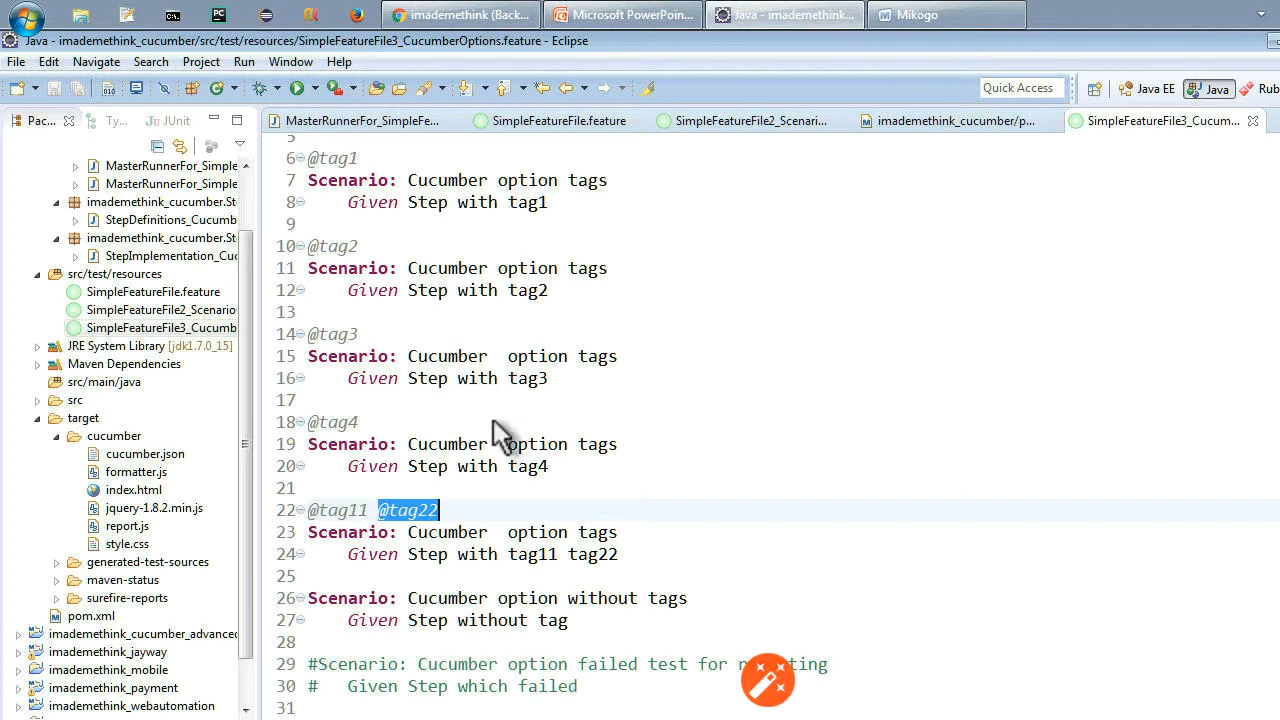 imademethink (Back...
Microsoft PowerPoin...
Java - imademethink...
Mikogo
Java - imademethink_cucumber/src/test/resources/SimpleFeatureFile3_CucumberOptions.feature - Eclipse
File Edit Navigate Search Project Run Window Help
Quick Access
Java EE
Java
Rub
Pac...
Ty...
JUnit
MasterRunnerFor_SimpleFe...
SimpleFeatureFile.feature
SimpleFeatureFile2_Scenari...
imademethink_cucumber/p...
SimpleFeatureFile3_Cucum...
MasterRunnerFor_Simple
MasterRunnerFor_Simple
imademethink_cucumber.St
StepDefinitions_Cucumb
imademethink_cucumber.St
StepImplementation_Cuc
src/test/resources
SimpleFeatureFile.feature
SimpleFeatureFile2_Scenario
SimpleFeatureFile3_Cucumb
JRE System Library [jdk1.7.0_15]
Maven Dependencies
src/main/java
src
target
cucumber
cucumber.json
formatter.js
index.html
jquery-1.8.2.min.js
report.js
style.css
generated-test-sources
maven-status
surefire-reports
pom.xml
imademethink_cucumber_advanced
imademethink_jayway
imademethink_mobile
imademethink_payment
imademethink_webautomation
5
6 @tag1
7 Scenario: Cucumber option tags
8 Given Step with tag1
9
10 @tag2
11 Scenario: Cucumber option tags
12 Given Step with tag2
13
14 @tag3
15 Scenario: Cucumber  option tags
16 Given Step with tag3
17
18 @tag4
19 Scenario: Cucumber  option tags
20 Given Step with tag4
21
22 @tag11 @tag22
23 Scenario: Cucumber  option tags
24 Given Step with tag11 tag22
25
26 Scenario: Cucumber option without tags
27 Given Step without tag
28
29 #Scenario: Cucumber option failed test for reporting
30 #   Given Step which failed
31